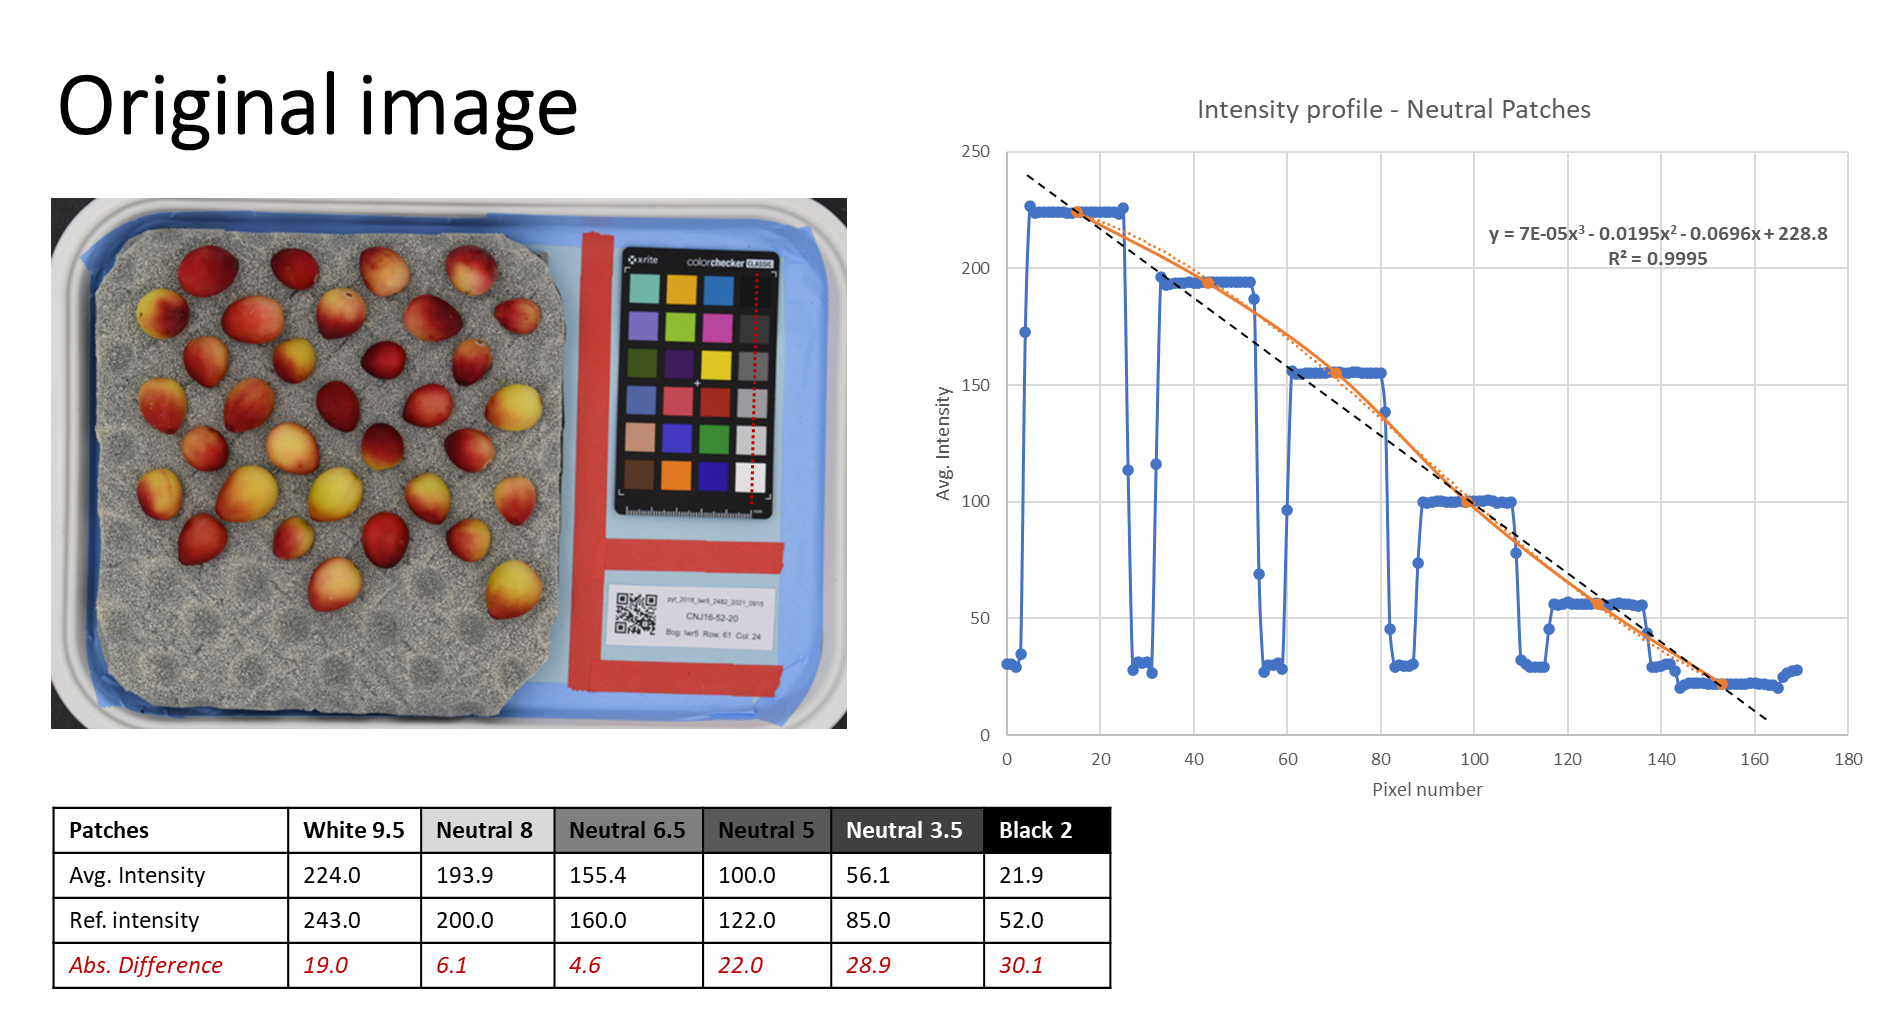 Original image
Intensity profile - Neutral Patches
250
200
150
100
50
0
Avg. Intensity
y = 7E-05x³ - 0.0195x² - 0.0696x + 228.8
R² = 0.9995
0 20 40 60 80 100 120 140 160 180
Pixel number
x-rite colorchecker CLASSIC
mm
pyt_2018_lwr5_2482_2021_0915
CNJ16-52-20
Bog: lwr5 Row: 61 Col: 24
Patches White 9.5 Neutral 8 Neutral 6.5 Neutral 5 Neutral 3.5 Black 2
Avg. Intensity 224.0 193.9 155.4 100.0 56.1 21.9
Ref. intensity 243.0 200.0 160.0 122.0 85.0 52.0
Abs. Difference 19.0 6.1 4.6 22.0 28.9 30.1